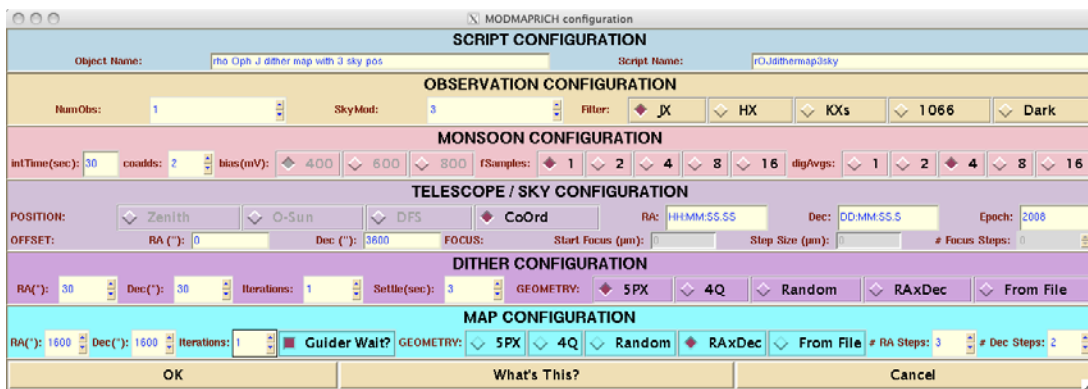 MODMAPRICH configuration
SCRIPT CONFIGURATION
Object Name: rho Oph J dither map with 3 sky pos Script Name: rOJdithermap3sky
OBSERVATION CONFIGURATION
NumObs: 1 SkyMod: 3 Filter: JX HX KXs 1066 Dark
MONSOON CONFIGURATION
intTime(sec): 30 coadds: 2 bias(mV): 400 600 800 fSamples: 1 2 4 8 16 digAvgs: 1 2 4 8 16
TELESCOPE / SKY CONFIGURATION
POSITION: Zenith O-Sun DFS CoOrd RA: HH:MM:SS.SS Dec: DD:MM:SS.S Epoch: 2008
OFFSET: RA ("): 0 Dec ("): 3600 FOCUS: Start Focus (µm): 0 Step Size (µm): 0 # Focus Steps: 0
DITHER CONFIGURATION
RA("): 30 Dec("): 30 Iterations: 1 Settle(sec): 3 GEOMETRY: 5PX 4Q Random RAxDec From File
MAP CONFIGURATION
RA("): 1600 Dec("): 1600 Iterations: 1 Guider Wait? GEOMETRY: 5PX 4Q Random RAxDec From File # RA Steps: 3 # Dec Steps: 2
OK What's This? Cancel